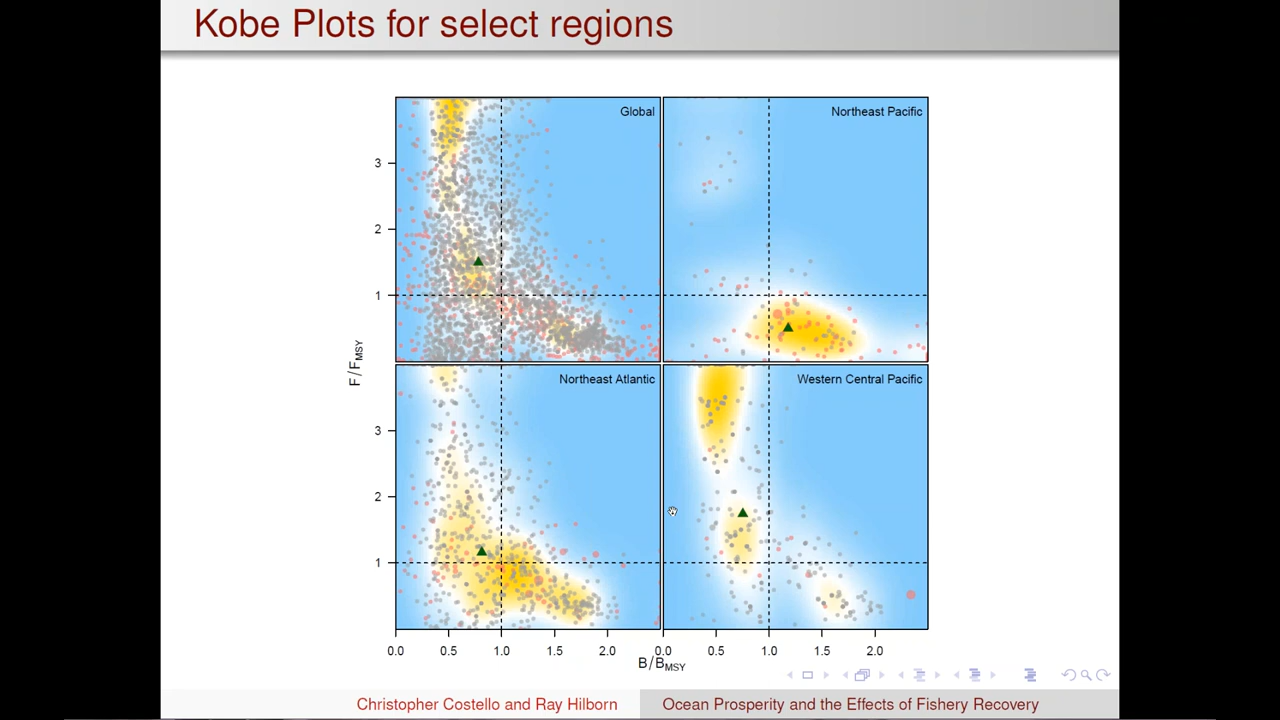 Kobe Plots for select regions
Global
Northeast Pacific
3
2
1
F/F_MSY
Northeast Atlantic
Western Central Pacific
3
2
1
0.0 0.5 1.0 1.5 2.0 0.0 0.5 1.0 1.5 2.0
B/B_MSY
Christopher Costello and Ray Hilborn
Ocean Prosperity and the Effects of Fishery Recovery